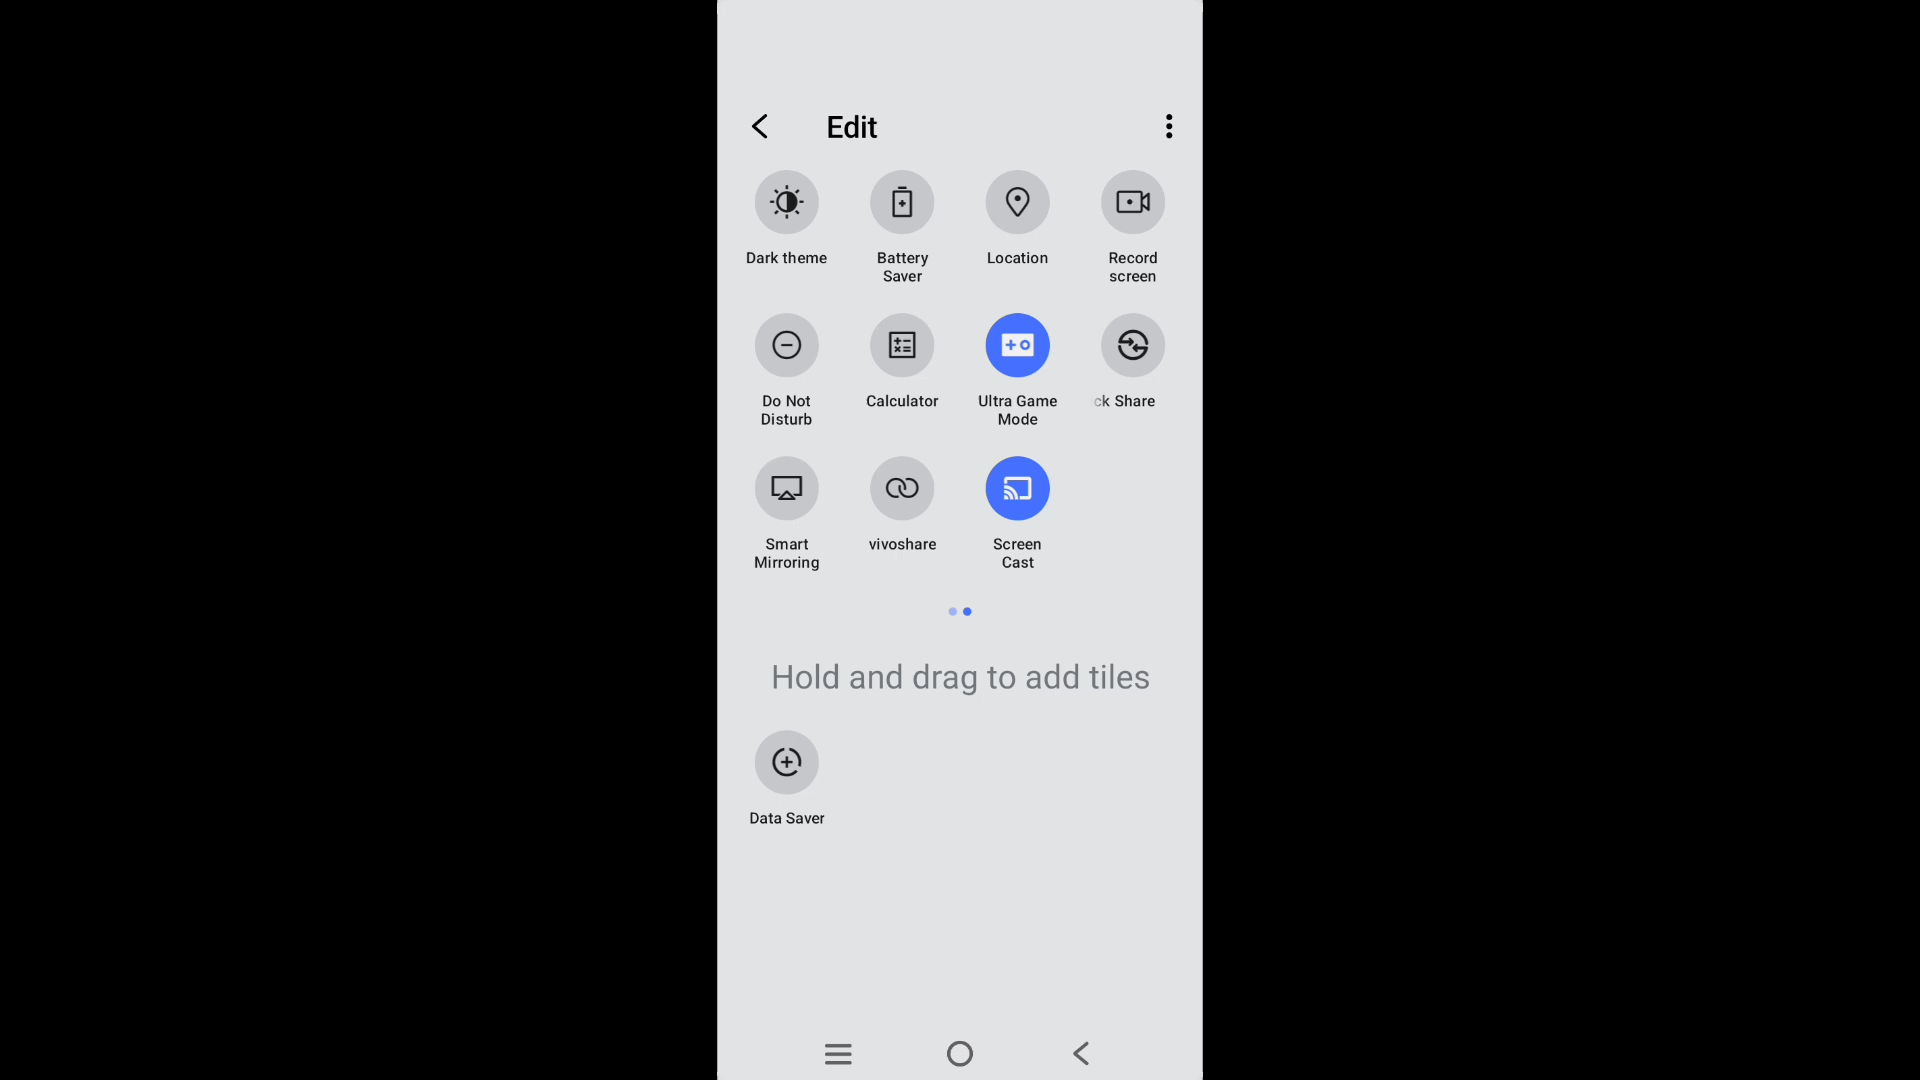 Edit
Dark theme
Battery
Saver
Location
Record
screen
Do Not
Disturb
Calculator
Ultra Game
Mode
ck Share
Smart
Mirroring
vivoshare
Screen
Cast
Hold and drag to add tiles
Data Saver